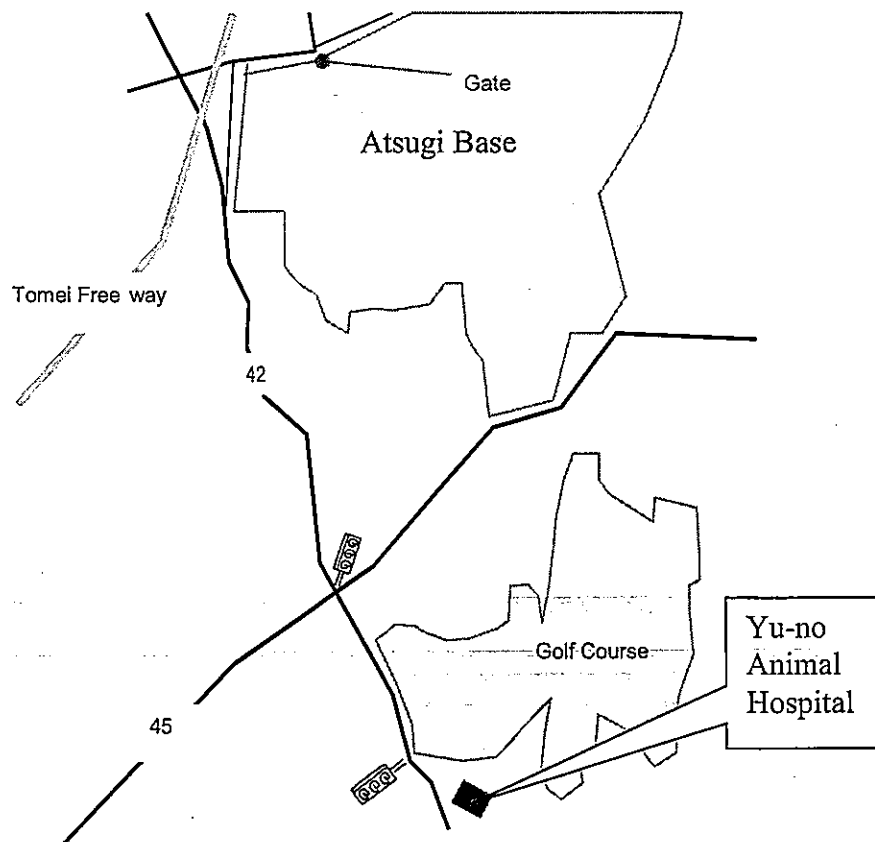 Gate
Atsugi Base
Tomei Free way
42
Golf Course
Yu-no
Animal
Hospital
45